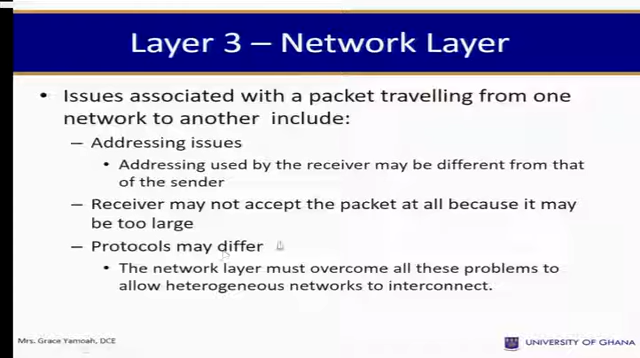 Layer 3 – Network Layer
• Issues associated with a packet travelling from one
network to another include:
– Addressing issues
• Addressing used by the receiver may be different from that
of the sender
– Receiver may not accept the packet at all because it may
be too large
– Protocols may differ
• The network layer must overcome all these problems to
allow heterogeneous networks to interconnect.
Mrs. Grace Yamoah, DCE
UNIVERSITY OF GHANA